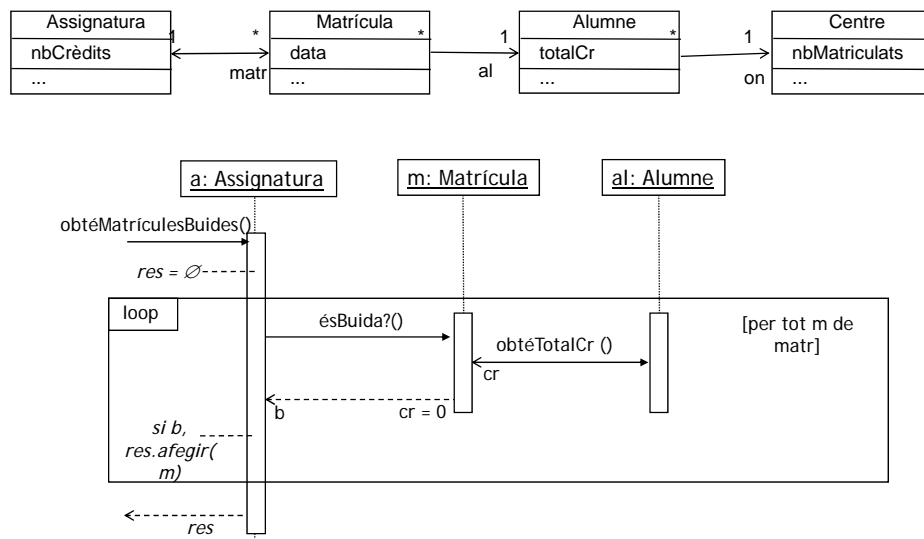 Assignatura
Matrícula
Alumne
Centre
1
*
*
1
*
1
nbCrèdits
data
totalCr
nbMatriculats
matr
al
on
...
...
...
...
a: Assignatura
m: Matrícula
al: Alumne
obtéMatrículesBuides()
res = ∅
loop
ésBuida?()
[per tot m de
matr]
obtéTotalCr ()
cr
b
cr = 0
si b,
res.afegir(
m)
res